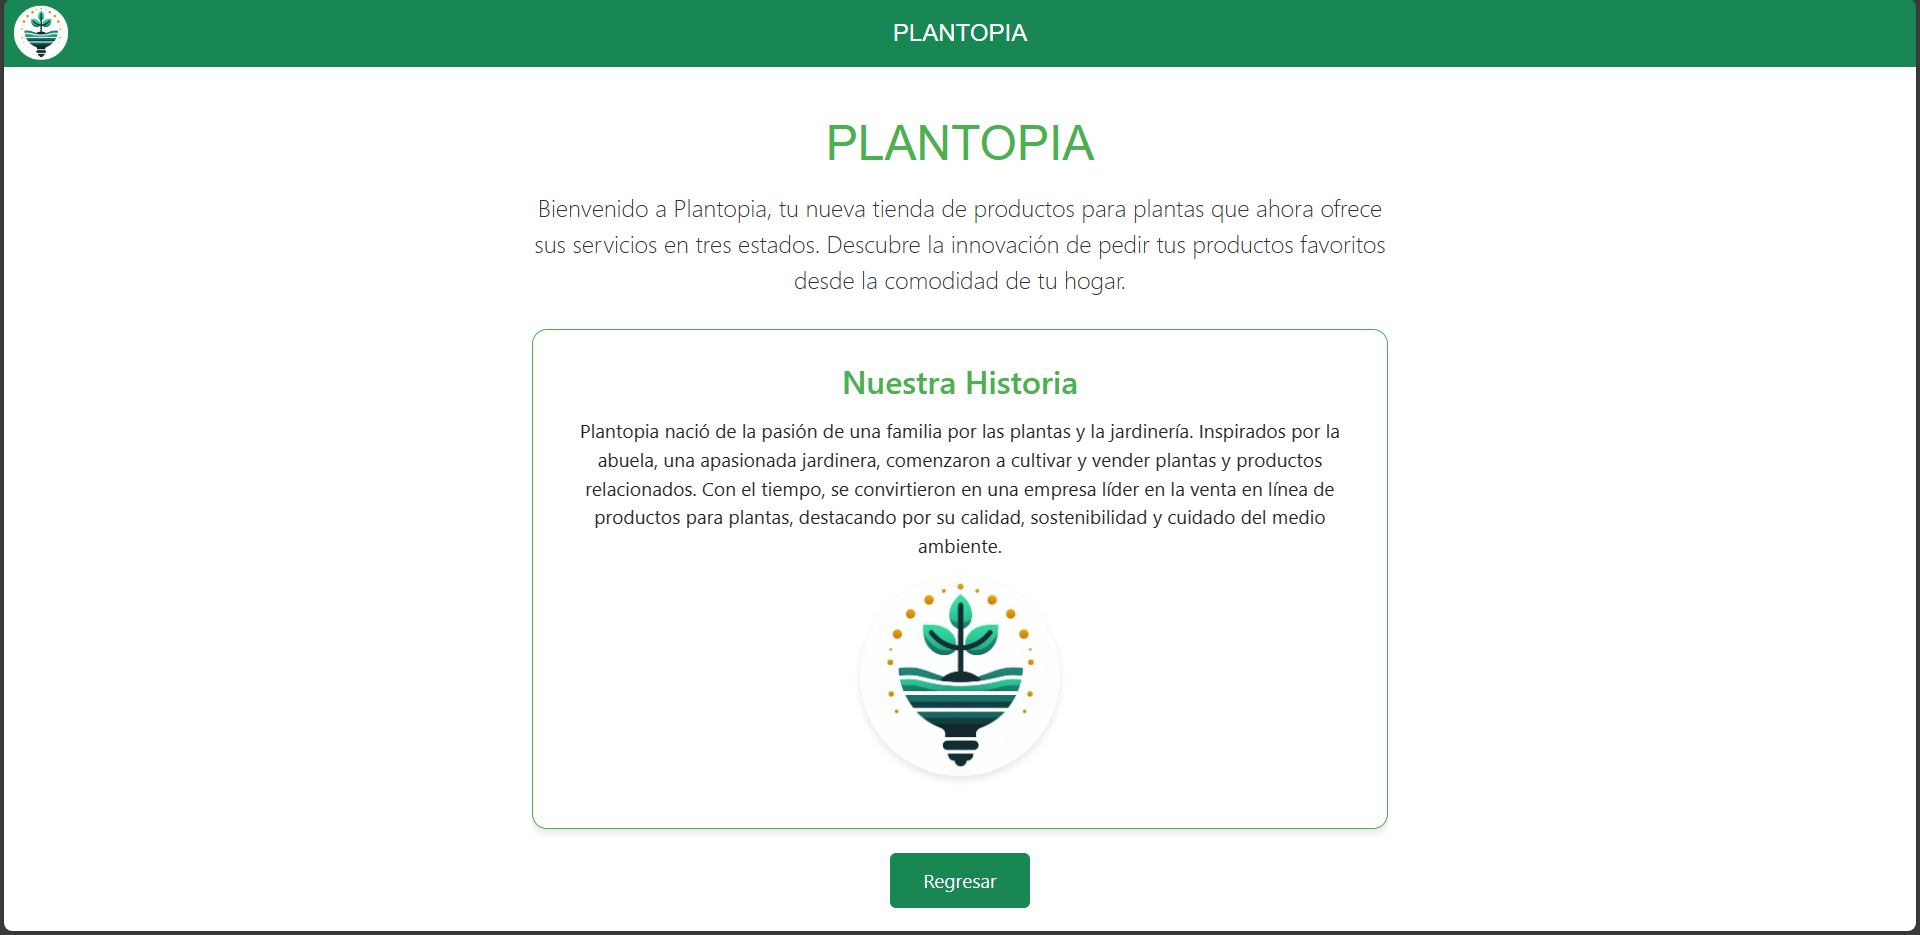 PLANTOPIA
PLANTOPIA
Bienvenido a Plantopia, tu nueva tienda de productos para plantas que ahora ofrece
sus servicios en tres estados. Descubre la innovación de pedir tus productos favoritos
desde la comodidad de tu hogar.
Nuestra Historia
Plantopia nació de la pasión de una familia por las plantas y la jardinería. Inspirados por la
abuela, una apasionada jardinera, comenzaron a cultivar y vender plantas y productos
relacionados. Con el tiempo, se convirtieron en una empresa líder en la venta en línea de
productos para plantas, destacando por su calidad, sostenibilidad y cuidado del medio
ambiente.
Regresar